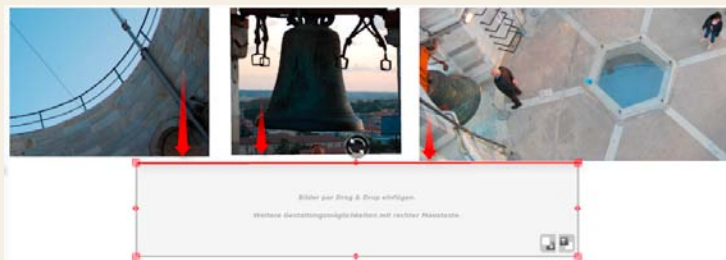 Bilder per Drag & Drop einfügen.
Weitere Gestaltungsmöglichkeiten mit rechter Maustaste.